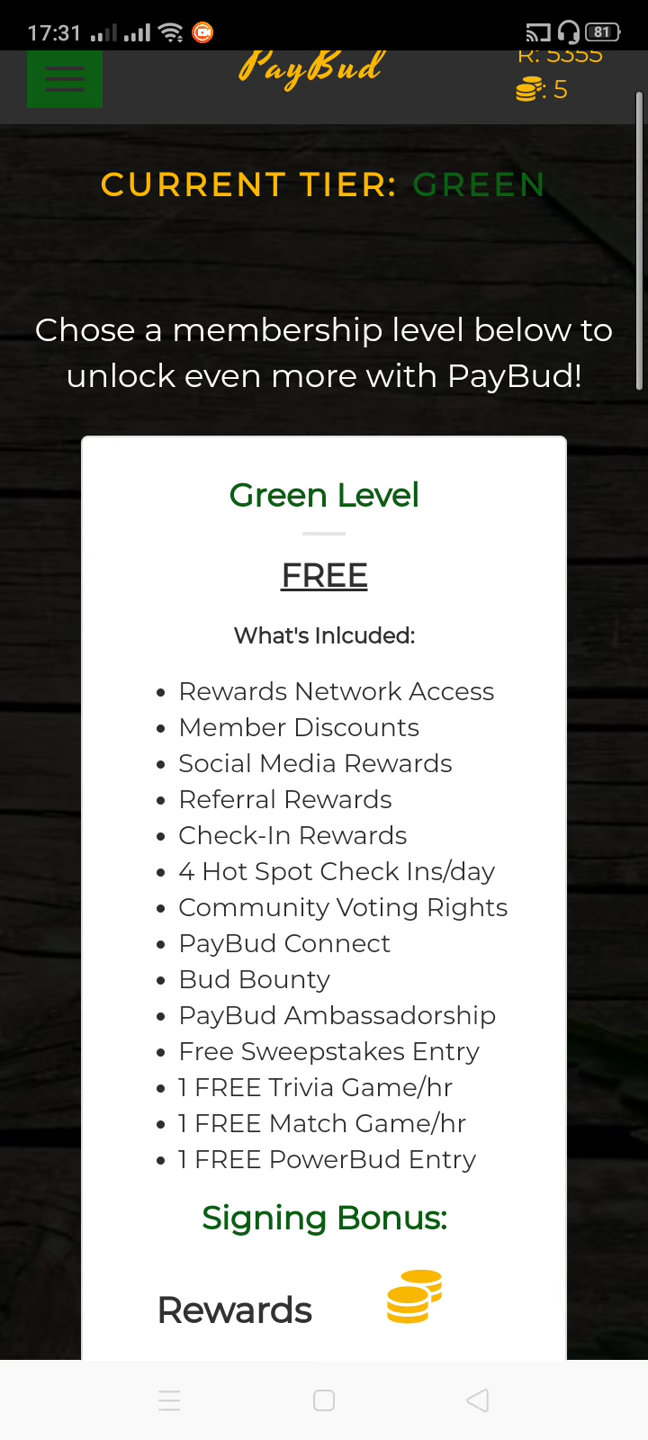 17:31
81
PayBud
R: 5355
: 5
CURRENT TIER: GREEN
Chose a membership level below to
unlock even more with PayBud!
Green Level
FREE
What's Inlcuded:
Rewards Network Access
Member Discounts
Social Media Rewards
Referral Rewards
Check-In Rewards
4 Hot Spot Check Ins/day
Community Voting Rights
PayBud Connect
Bud Bounty
PayBud Ambassadorship
Free Sweepstakes Entry
1 FREE Trivia Game/hr
1 FREE Match Game/hr
1 FREE PowerBud Entry
Signing Bonus:
Rewards